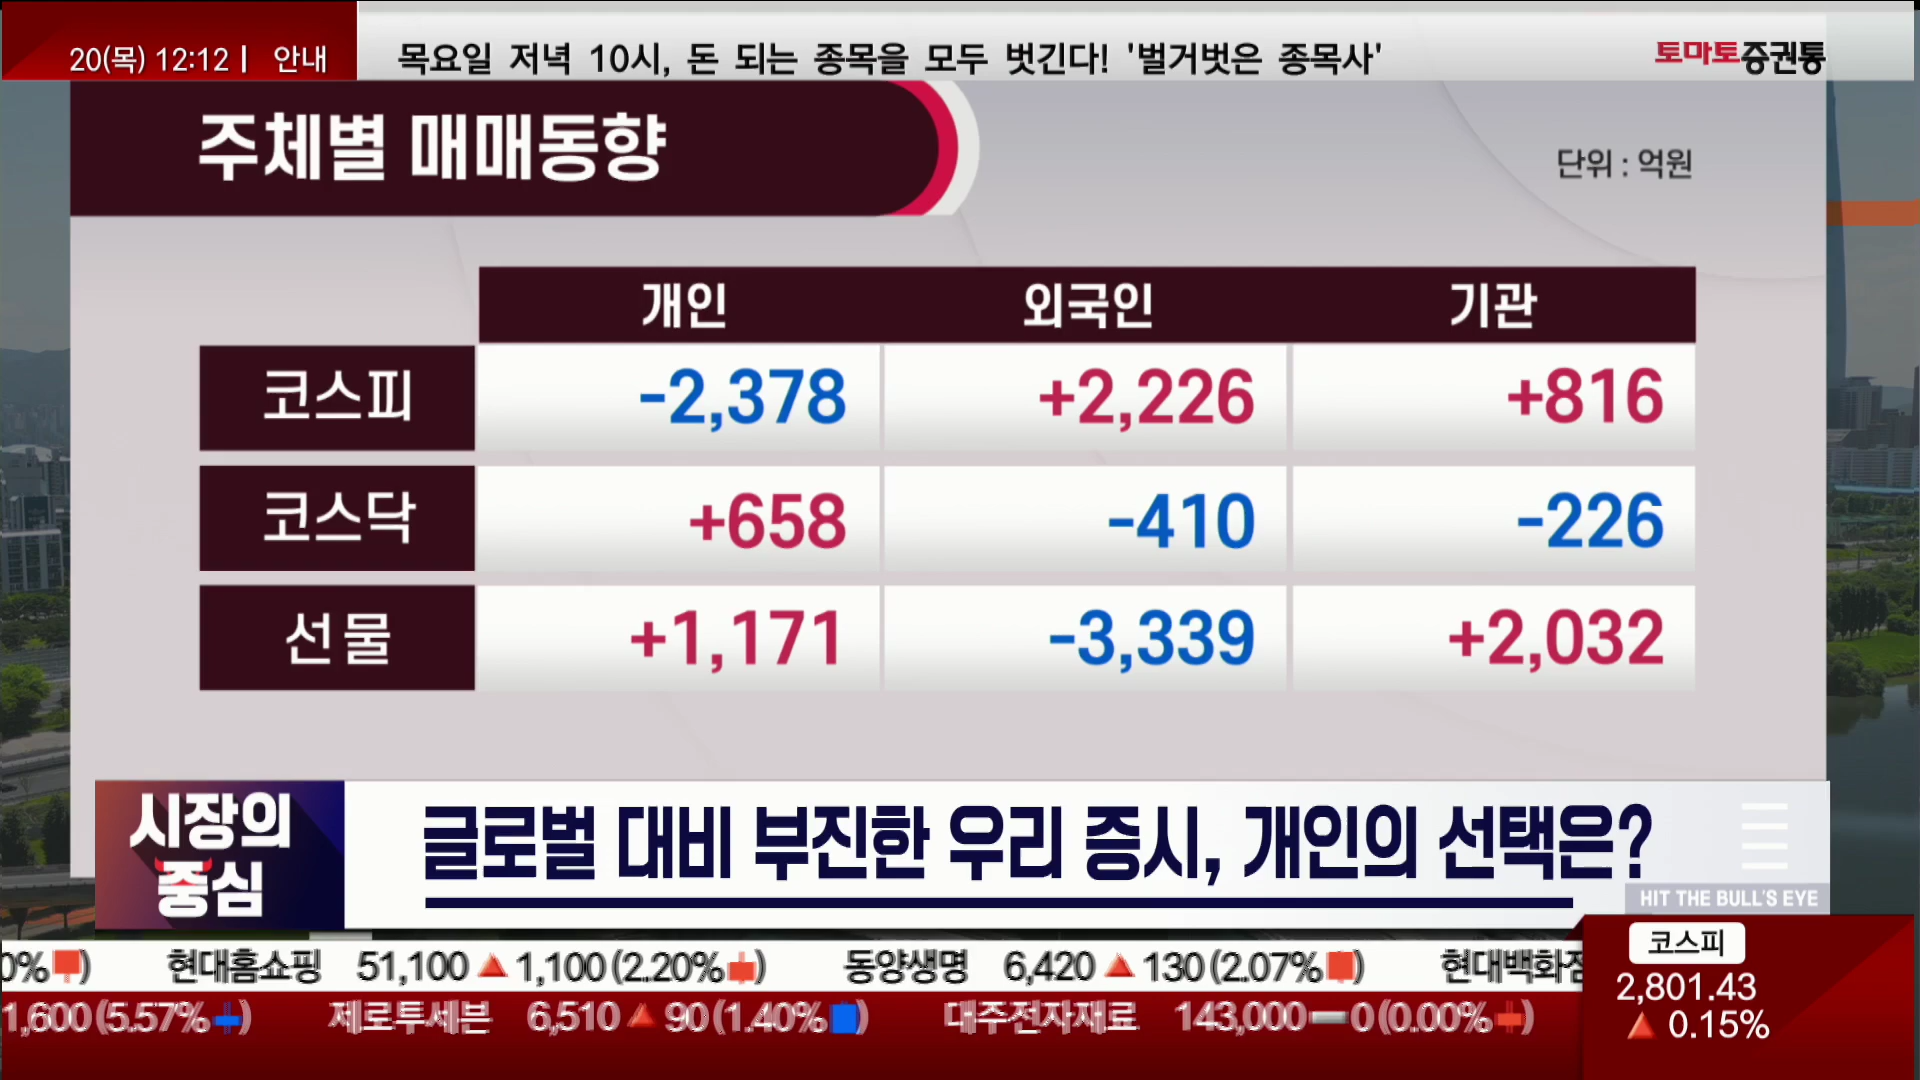 20(목) 12:12 | 안내
목요일 저녁 10시, 돈 되는 종목을 모두 벗긴다! '벌거벗은 종목사'
토마토증권통
주체별 매매동향
단위 : 억원
개인 외국인 기관
코스피 -2,378 +2,226 +816
코스닥 +658 -410 -226
선물 +1,171 -3,339 +2,032
시장의
중심
글로벌 대비 부진한 우리 증시, 개인의 선택은?
HIT THE BULL'S EYE
0% ) 현대홈쇼핑 51,100 ▲ 1,100 (2.20% ) 동양생명 6,420 ▲ 130 (2.07% ) 현대백화점
1,600 (5.57% ) 제로투세븐 6,510 ▲ 90 (1.40% ) 대주전자재료 143,000 0 (0.00% )
코스피
2,801.43
▲ 0.15%